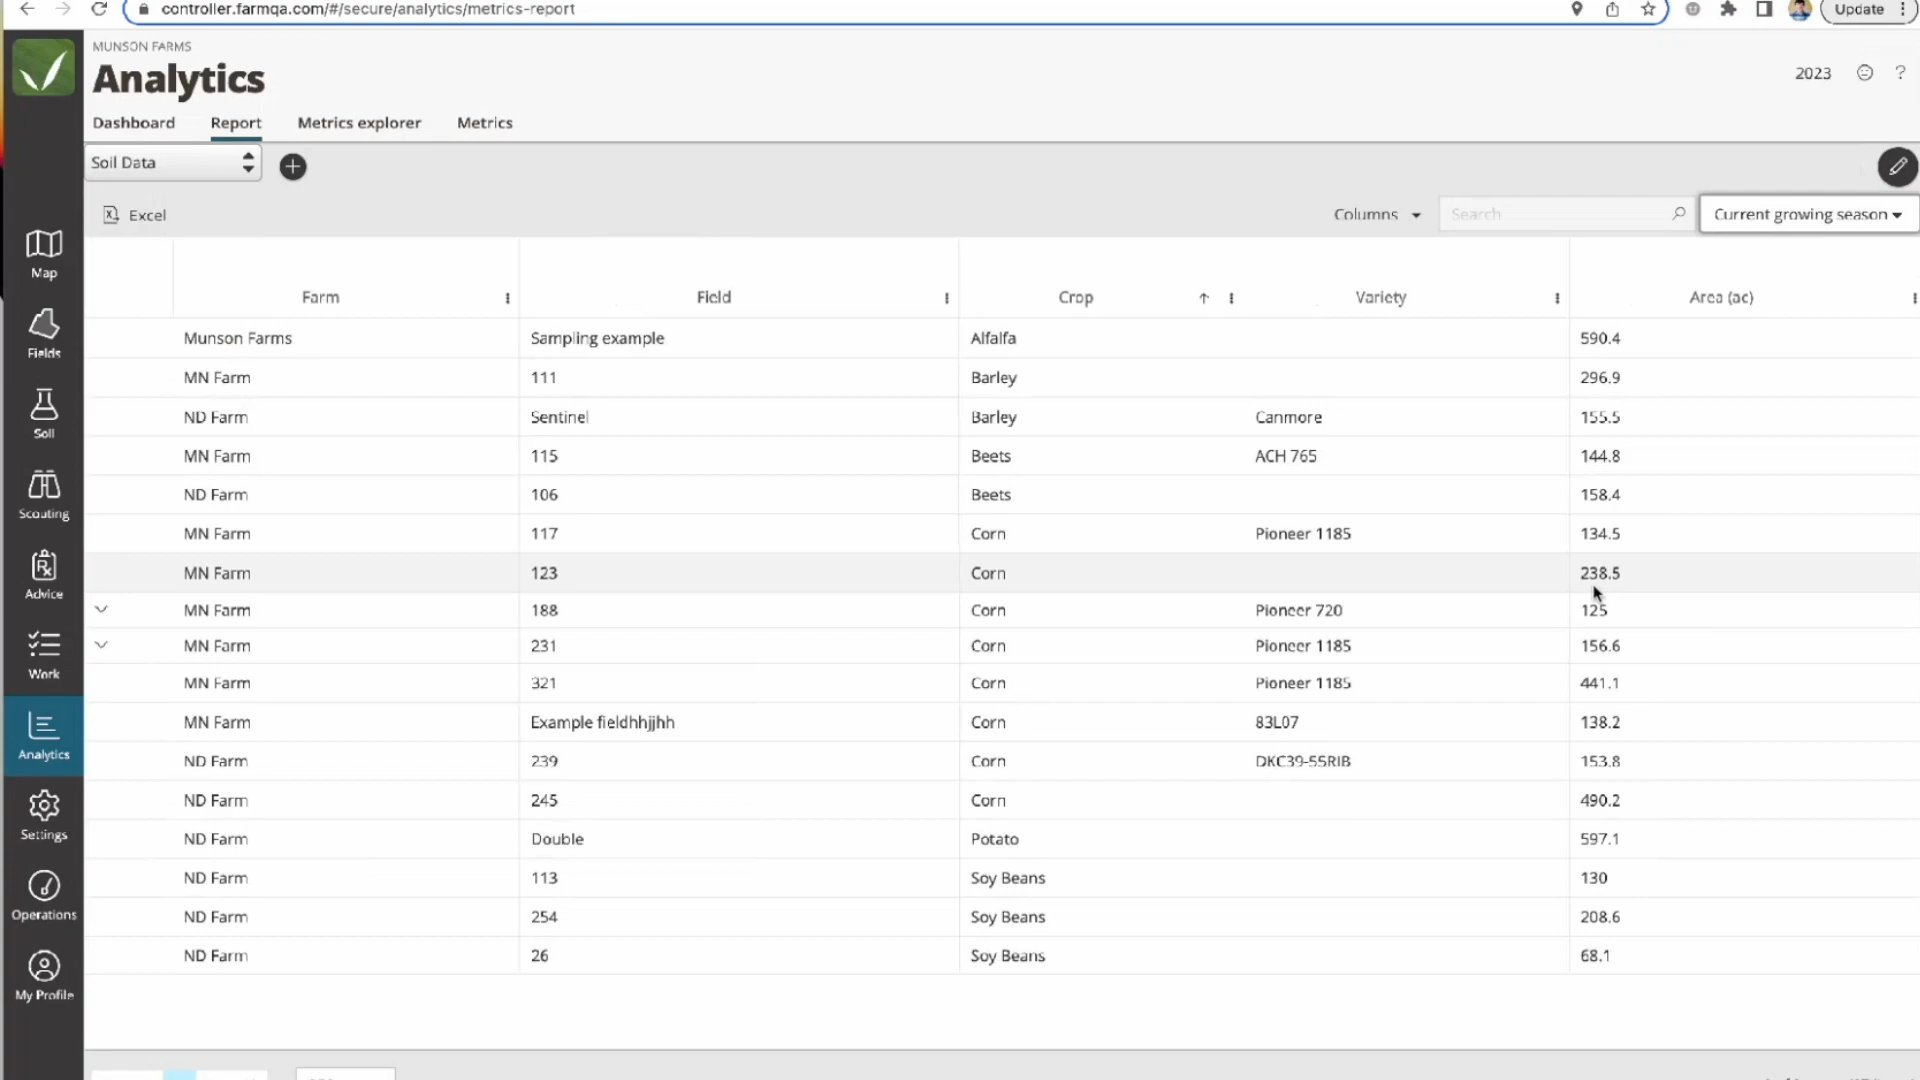 controller.farmqa.com/#/secure/analytics/metrics-report
Update
MUNSON FARMS
Analytics
2023
?
Dashboard Report Metrics explorer Metrics
Soil Data
Excel
Columns
Search
Current growing season
Farm Field Crop Variety Area (ac)
Munson Farms Sampling example Alfalfa 590.4
MN Farm 111 Barley 296.9
ND Farm Sentinel Barley Canmore 155.5
MN Farm 115 Beets ACH 765 144.8
ND Farm 106 Beets 158.4
MN Farm 117 Corn Pioneer 1185 134.5
MN Farm 123 Corn 238.5
MN Farm 188 Corn Pioneer 720 125
MN Farm 231 Corn Pioneer 1185 156.6
MN Farm 321 Corn Pioneer 1185 441.1
MN Farm Example fieldhhjjhh Corn 83L07 138.2
ND Farm 239 Corn DKC39-55RIB 153.8
ND Farm 245 Corn 490.2
ND Farm Double Potato 597.1
ND Farm 113 Soy Beans 130
ND Farm 254 Soy Beans 208.6
ND Farm 26 Soy Beans 68.1
Map
Fields
Soil
Scouting
Advice
Work
Analytics
Settings
Operations
My Profile